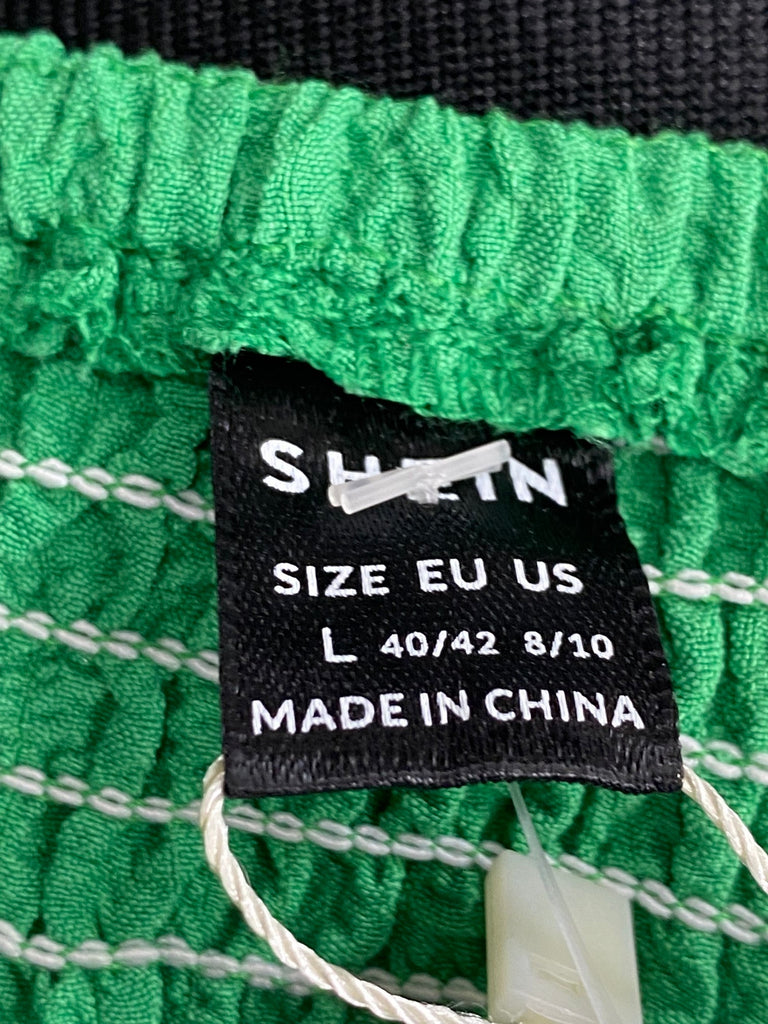 SHEIN
SIZE EU US
L 40/42 8/10
MADE IN CHINA